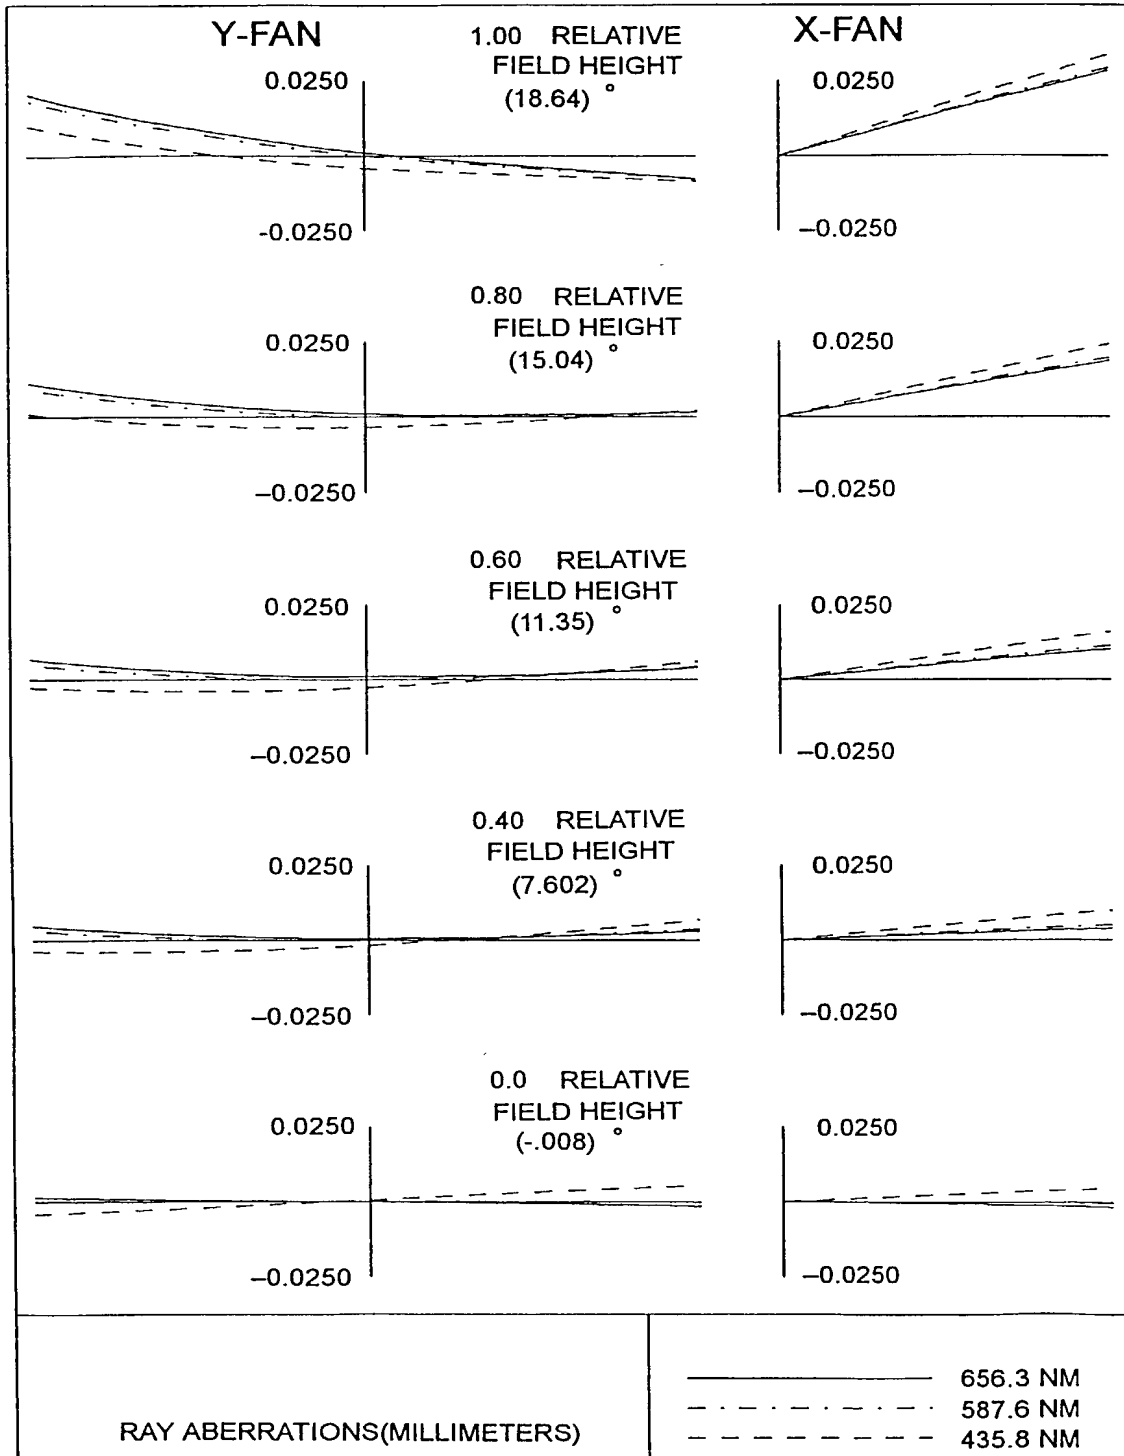 Y-FAN
X-FAN
1.00 RELATIVE
FIELD HEIGHT
(18.64) °
0.0250
-0.0250
0.0250
–0.0250
0.80 RELATIVE
FIELD HEIGHT
(15.04) °
0.0250
–0.0250
0.0250
–0.0250
0.60 RELATIVE
FIELD HEIGHT
(11.35) °
0.0250
–0.0250
0.0250
–0.0250
0.40 RELATIVE
FIELD HEIGHT
(7.602) °
0.0250
–0.0250
0.0250
–0.0250
0.0 RELATIVE
FIELD HEIGHT
(-.008) °
0.0250
–0.0250
0.0250
–0.0250
RAY ABERRATIONS(MILLIMETERS)
656.3 NM
587.6 NM
435.8 NM